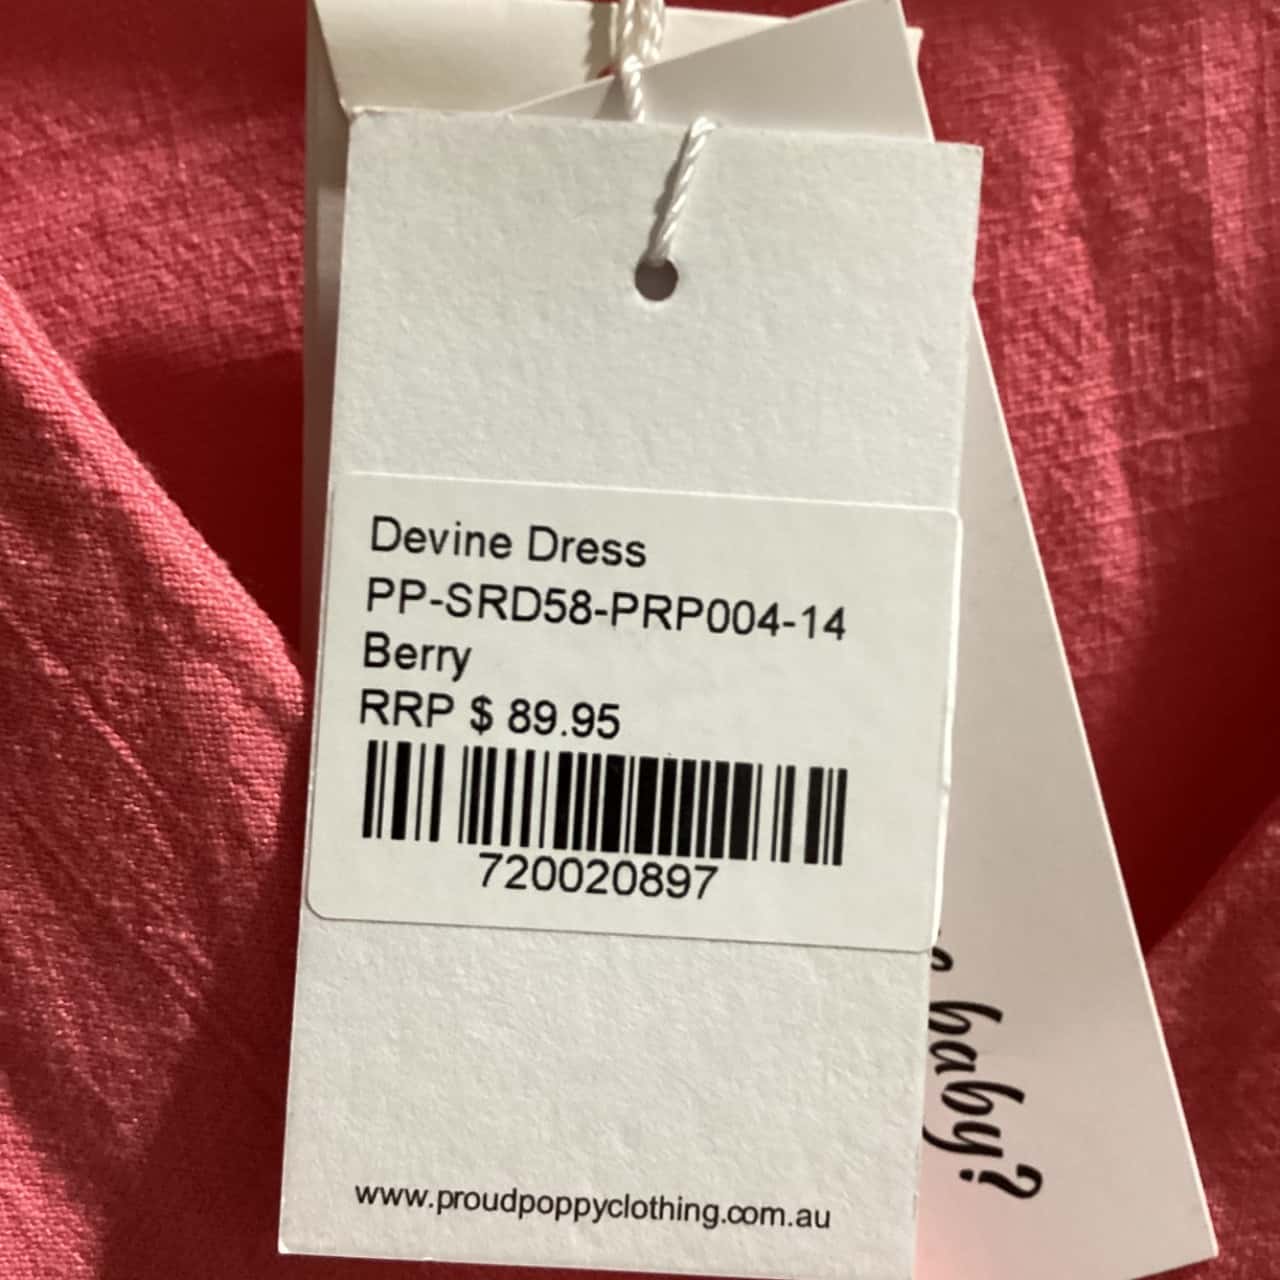 Devine Dress
PP-SRD58-PRP004-14
Berry
RRP $ 89.95
720020897
www.proudpoppyclothing.com.au
baby?